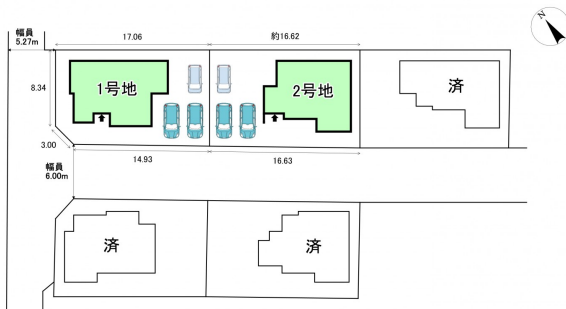 幅員
5.27m
17.06
約16.62
N
8.34
1号地
2号地
済
3.00
幅員
6.00m
14.93
16.63
済
済